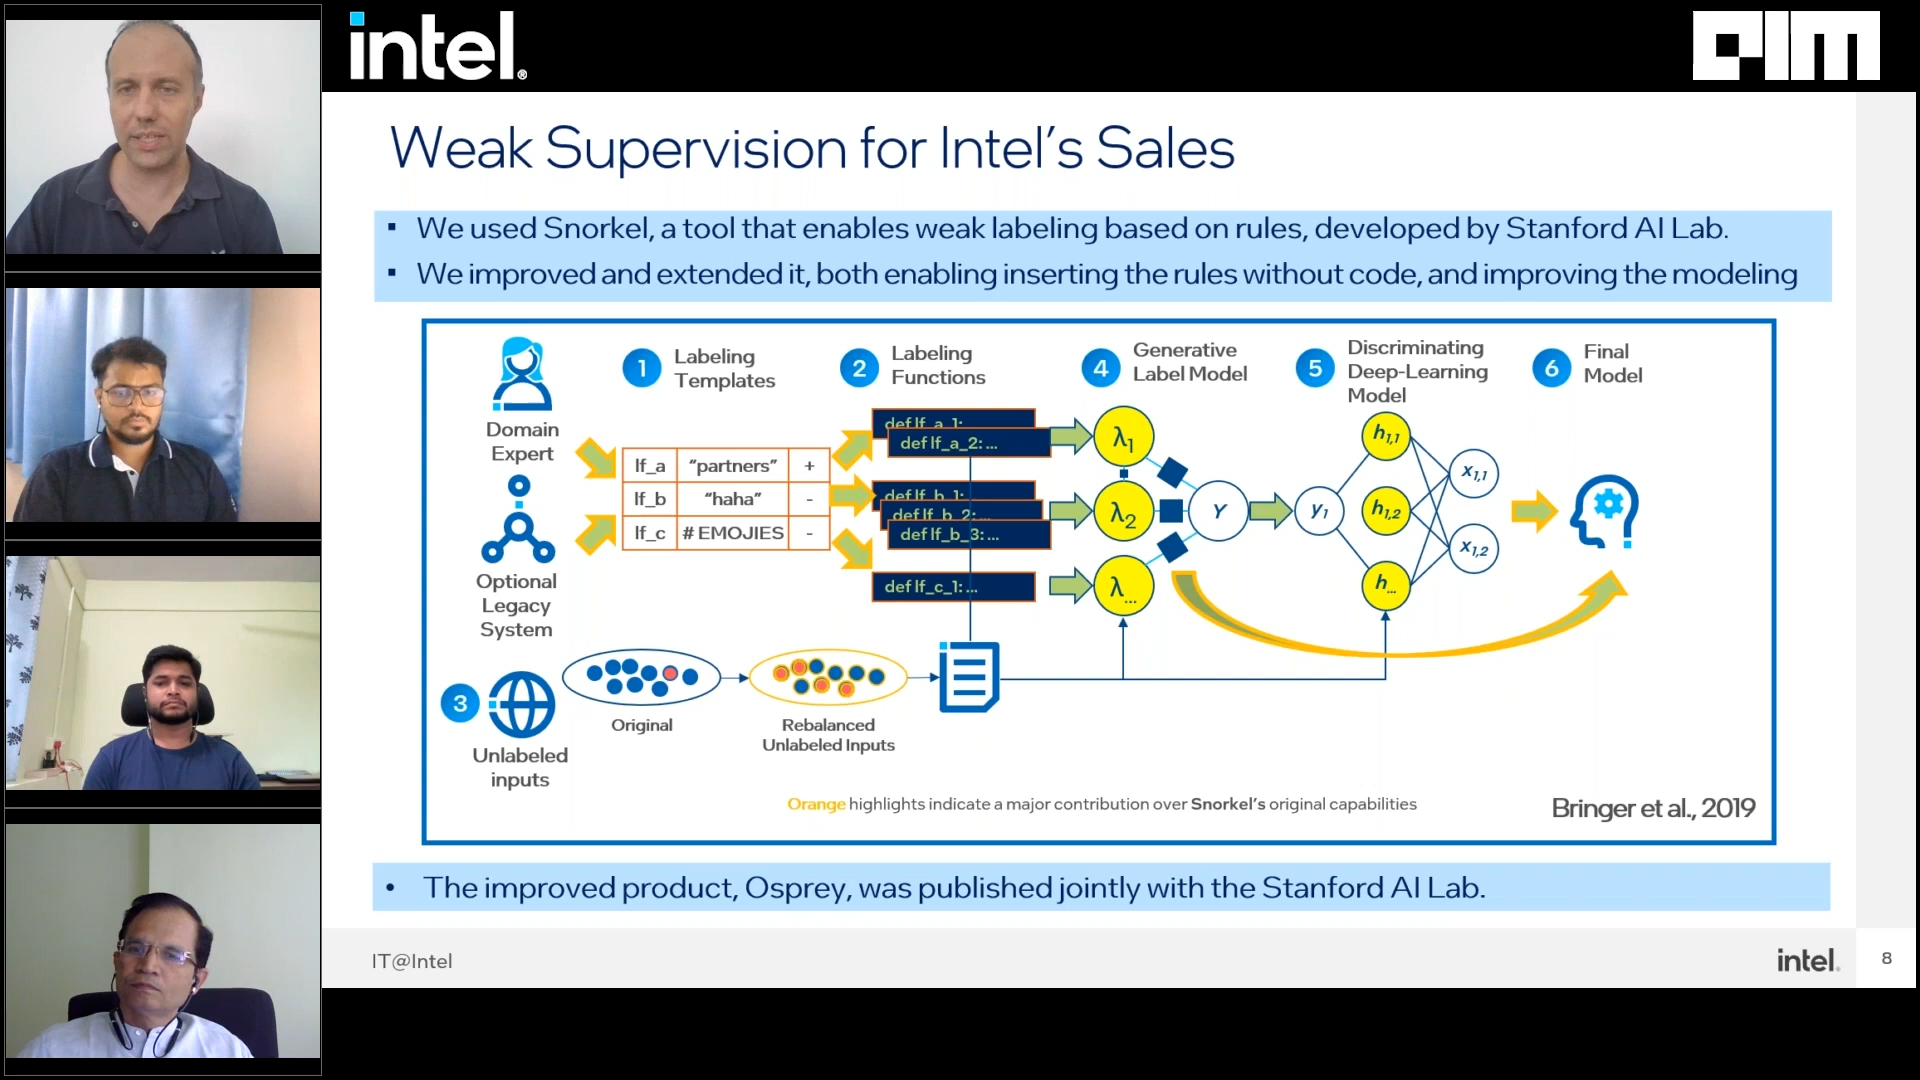 intel.
AIM
Weak Supervision for Intel's Sales
▪ We used Snorkel, a tool that enables weak labeling based on rules, developed by Stanford AI Lab.
▪ We improved and extended it, both enabling inserting the rules without code, and improving the modeling
Domain
Expert
Optional
Legacy
System
1 Labeling
Templates
lf_a "partners" +
lf_b "haha" -
lf_c # EMOJIES -
2 Labeling
Functions
def lf_a_1:
def lf_a_2: ...
def lf_b_1:
def lf_b_2: ...
def lf_b_3: ...
def lf_c_1: ...
4 Generative
Label Model
λ1
λ2
λ...
Y
5 Discriminating
Deep-Learning
Model
y1
h1,1
h1,2
h...
x1,1
x1,2
6 Final
Model
3
Unlabeled
inputs
Original
Rebalanced
Unlabeled Inputs
Orange highlights indicate a major contribution over Snorkel's original capabilities
Bringer et al., 2019
• The improved product, Osprey, was published jointly with the Stanford AI Lab.
IT@Intel
intel.
8